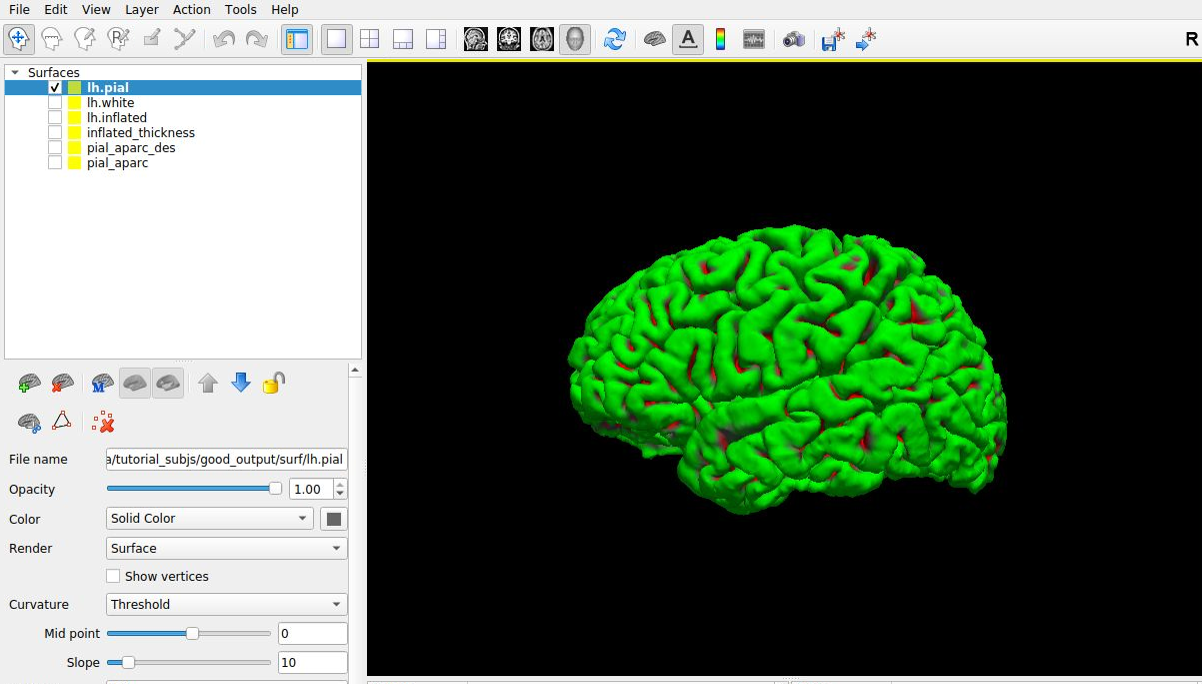 File Edit View Layer Action Tools Help
R
A
R
Surfaces
lh.pial
lh.white
lh.inflated
inflated_thickness
pial_aparc_des
pial_aparc
M
File name a/tutorial_subjs/good_output/surf/lh.pial
Opacity 1.00
Color Solid Color
Render Surface
Show vertices
Curvature Threshold
Mid point 0
Slope 10